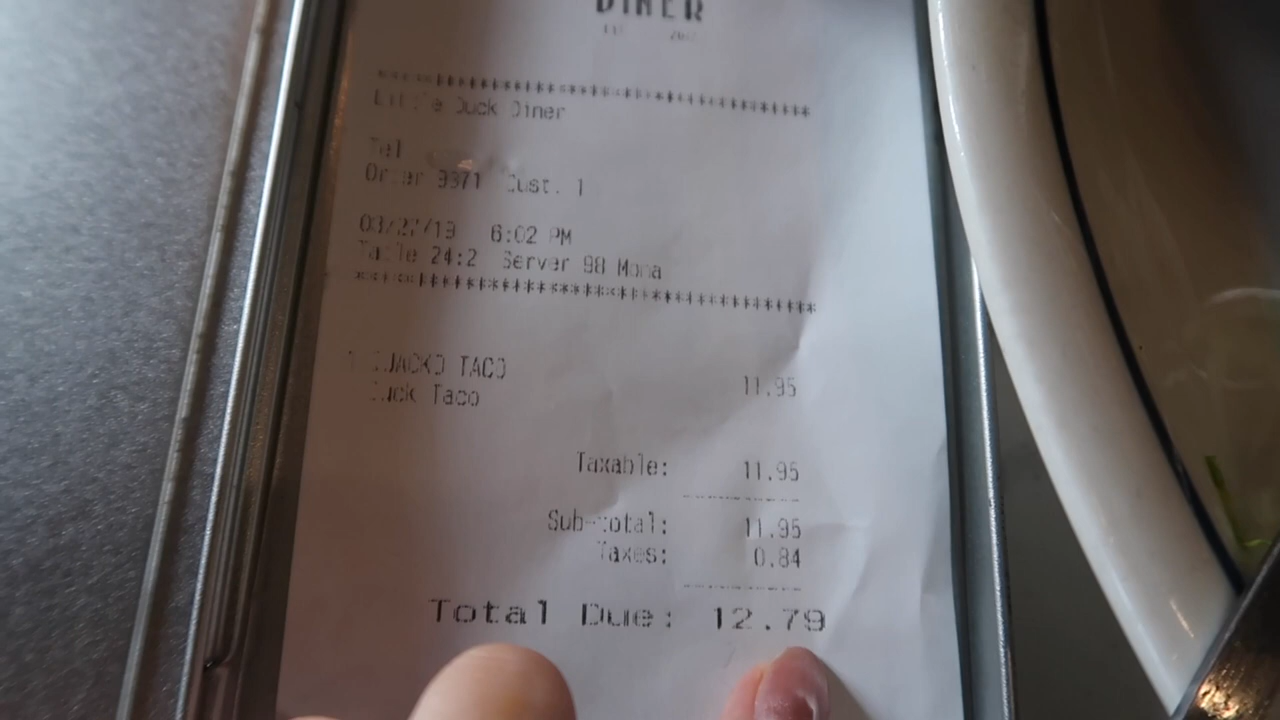 DINER
****************************************
Little Duck Diner
Tel
Order 9371 Cust. 1
03/27/19 6:02 PM
Table 24:2 Server 98 Mona
****************************************
1 QUACKO TACO
Duck Taco 11.95
Taxable: 11.95
Sub-total: 11.95
Taxes: 0.84
Total Due: 12.79